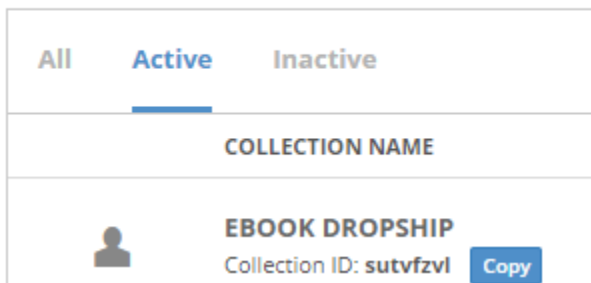 All Active Inactive
COLLECTION NAME
EBOOK DROPSHIP
Collection ID: sutvfzvl Copy